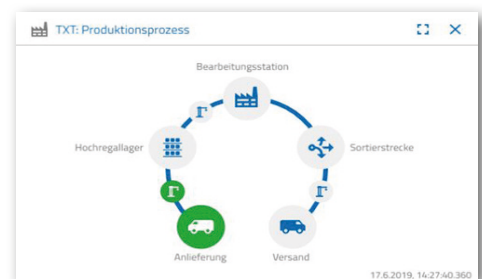 TXT: Produktionsprozess
Bearbeitungsstation
Hochregallager
Sortierstrecke
Anlieferung
Versand
17.6.2019, 14:27:40.360